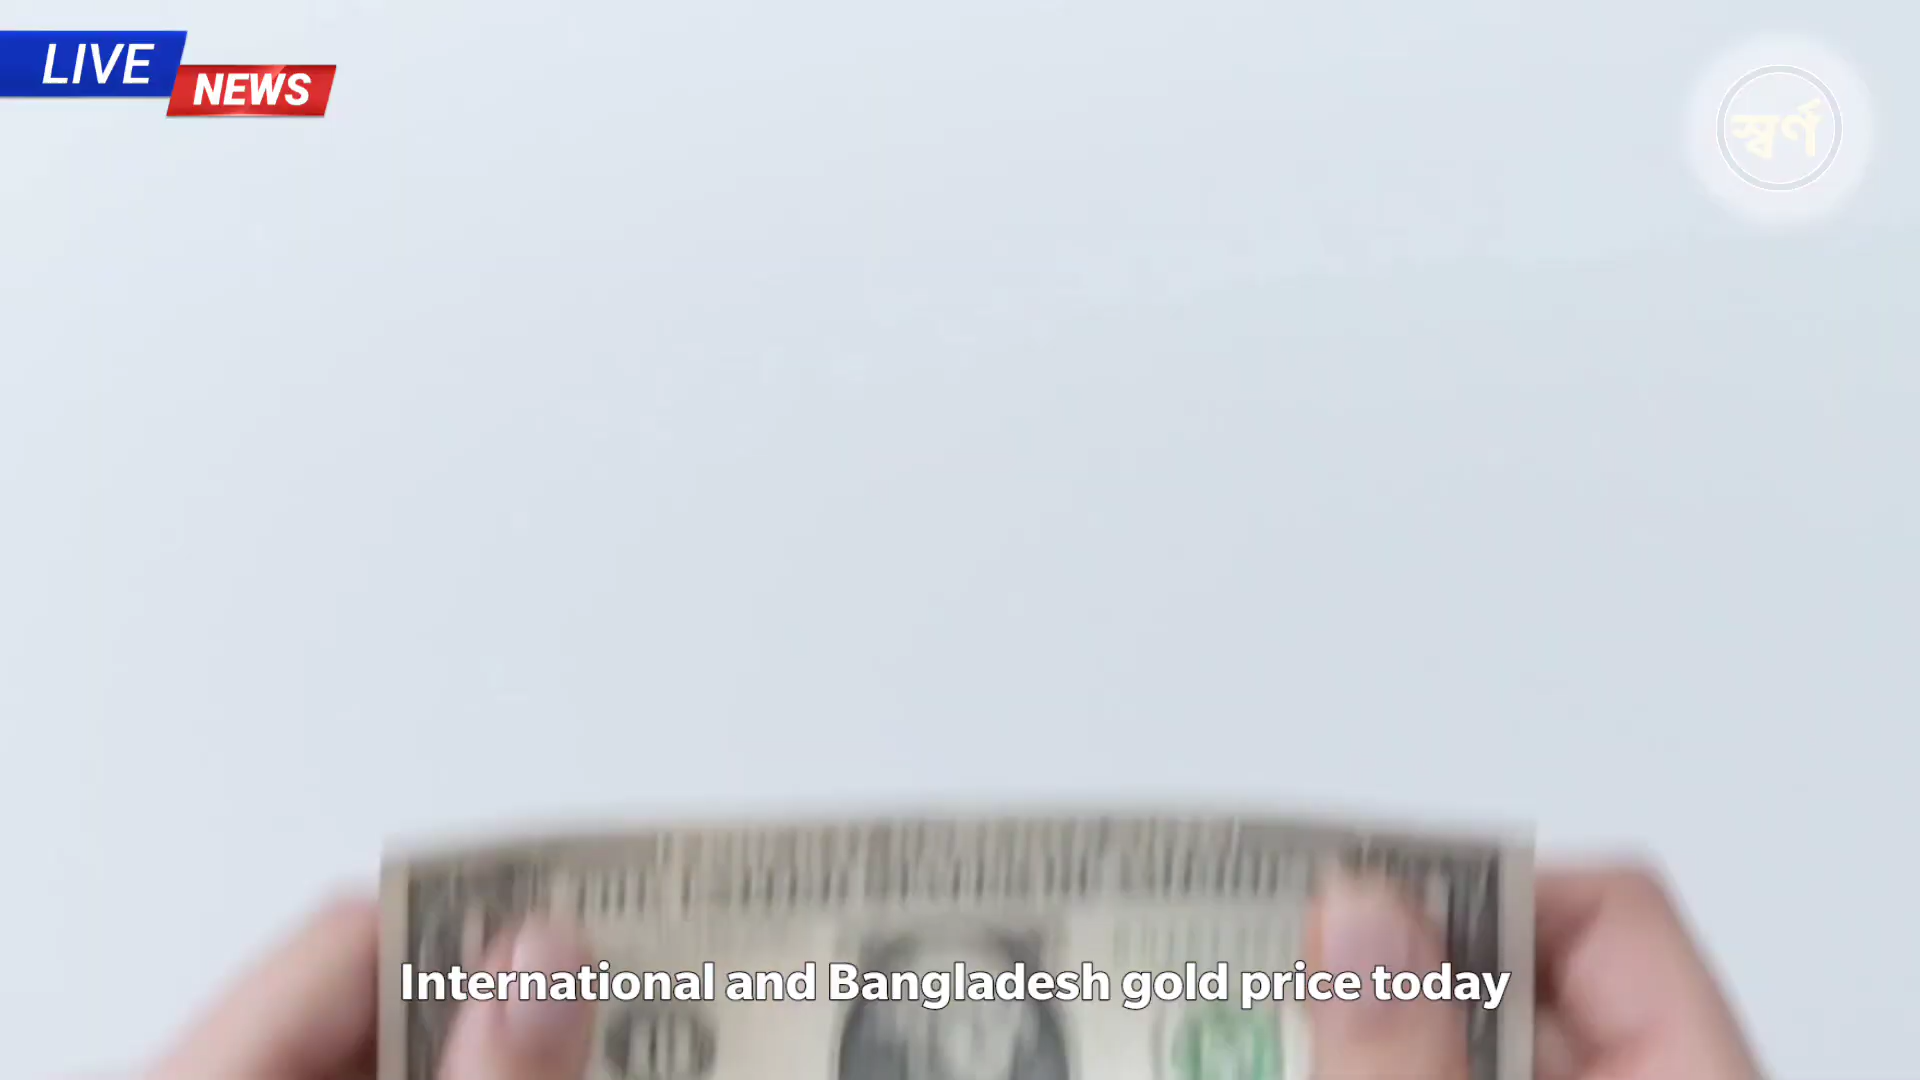 LIVE
NEWS
স্বর্ণ
International and Bangladesh gold price today